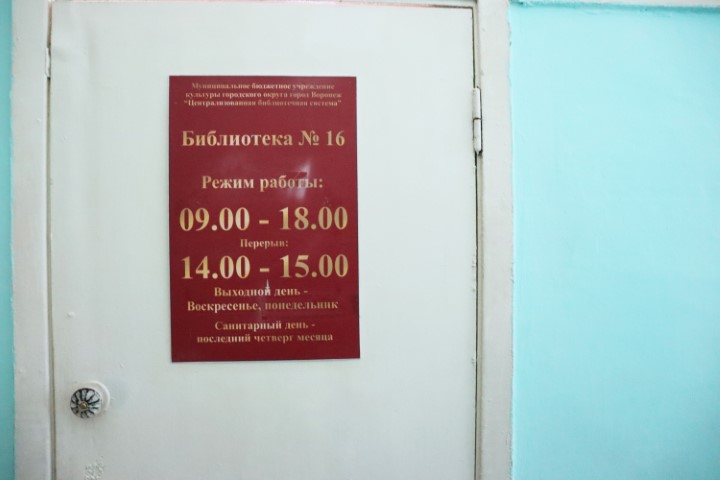 Муниципальное бюджетное учреждение
культуры городского округа город Воронеж
"Централизованная библиотечная система"
Библиотека № 16
Режим работы:
09.00 - 18.00
Перерыв:
14.00 - 15.00
Выходной день -
Воскресенье, понедельник
Санитарный день -
последний четверг месяца